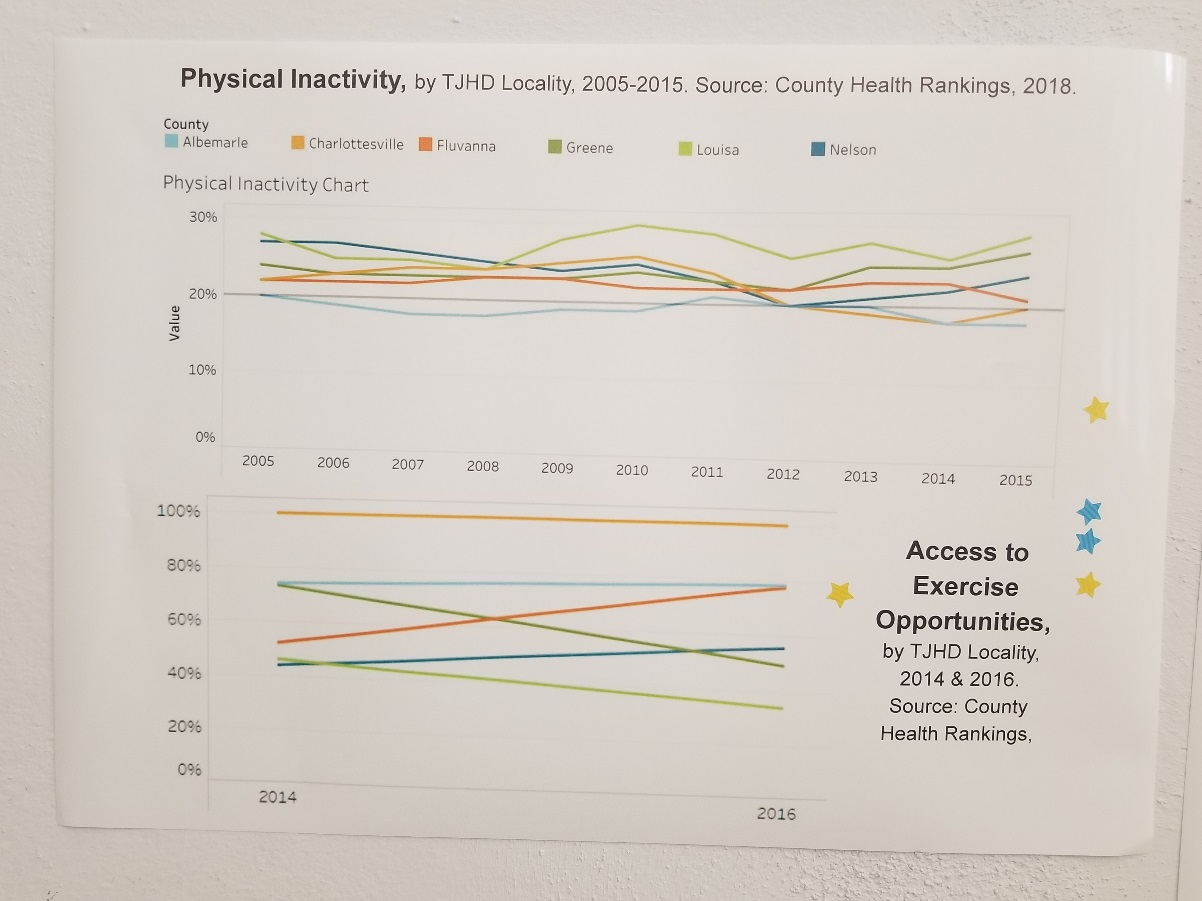 Physical Inactivity, by TJHD Locality, 2005-2015. Source: County Health Rankings, 2018.
County
Albemarle Charlottesville Fluvanna Greene Louisa Nelson
Physical Inactivity Chart
30%
20%
10%
0%
Value
2005 2006 2007 2008 2009 2010 2011 2012 2013 2014 2015
100%
80%
60%
40%
20%
0%
2014 2016
Access to
Exercise
Opportunities,
by TJHD Locality,
2014 & 2016.
Source: County
Health Rankings,